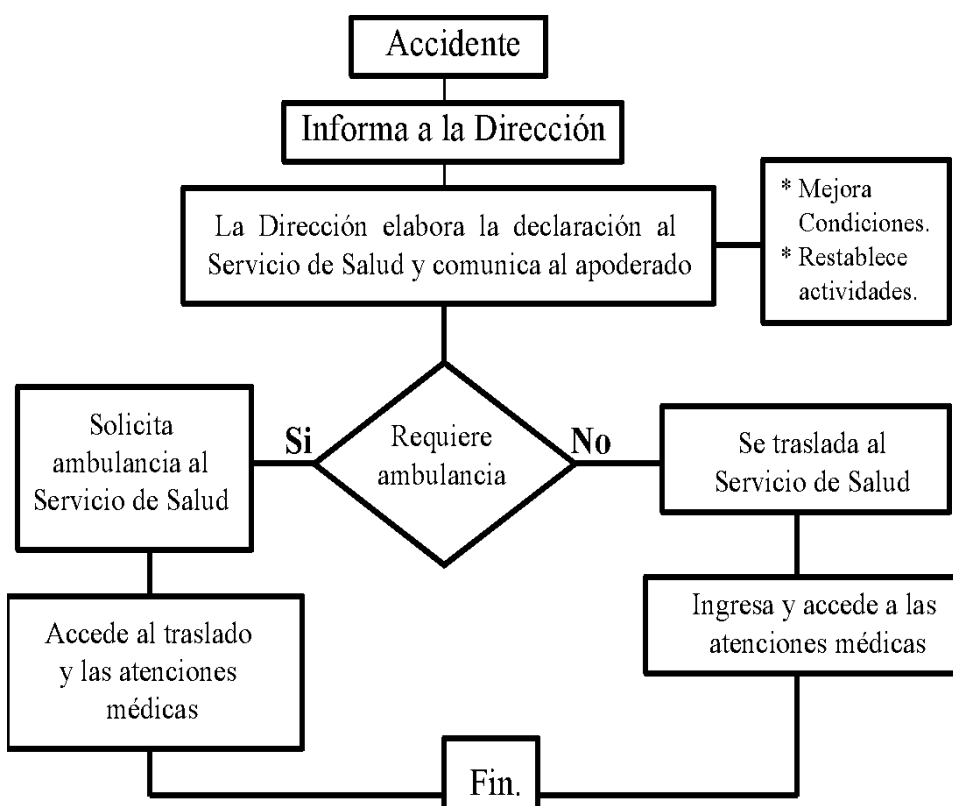 Accidente
Informa a la Dirección
La Dirección elabora la declaración al
Servicio de Salud y comunica al apoderado
* Mejora
Condiciones.
* Restablece
actividades.
Solicita
ambulancia al
Servicio de Salud
Si
Requiere
ambulancia
No
Se traslada al
Servicio de Salud
Accede al traslado
y las atenciones
médicas
Ingresa y accede a las
atenciones médicas
Fin.